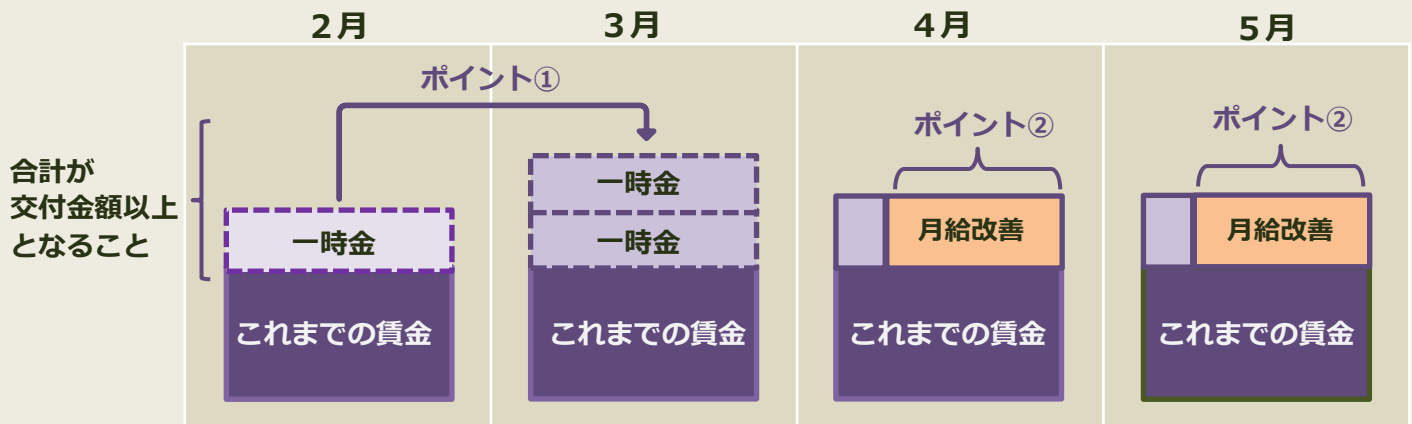 ２月
３月
４月
５月
ポイント①
ポイント②
ポイント②
合計が
交付金額以上
となること
一時金
一時金
一時金
月給改善
月給改善
これまでの賃金
これまでの賃金
これまでの賃金
これまでの賃金